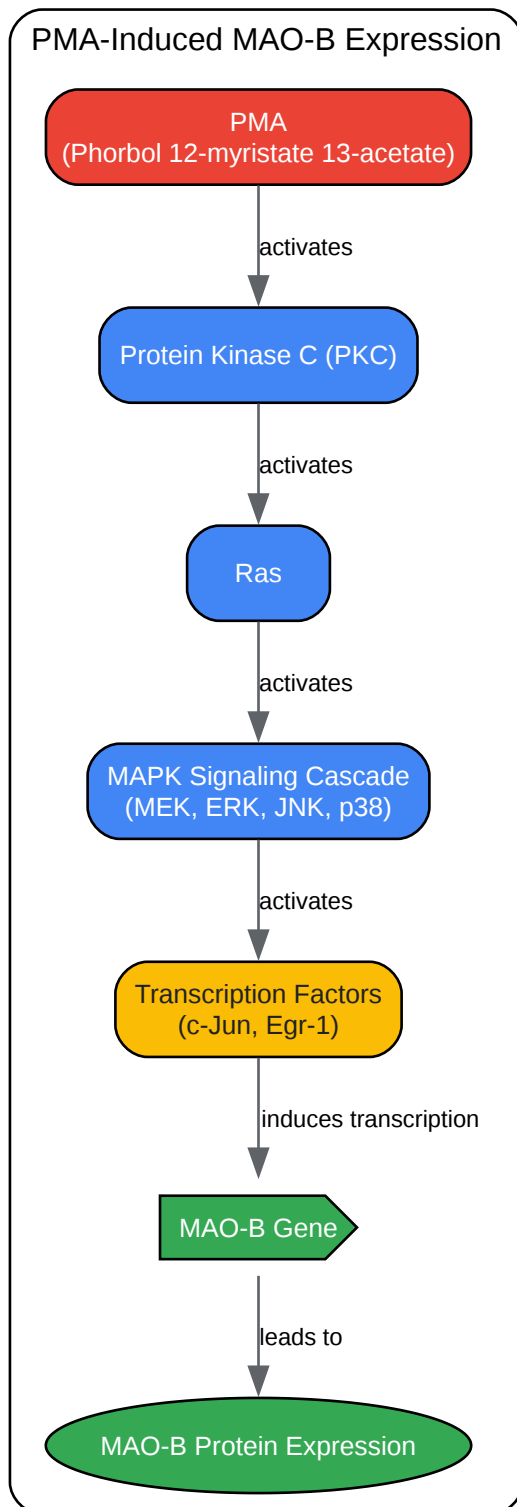 PMA-Induced MAO-B Expression
PMA
(Phorbol 12-myristate 13-acetate)
activates
Protein Kinase C (PKC)
activates
Ras
activates
MAPK Signaling Cascade
(MEK, ERK, JNK, p38)
activates
Transcription Factors
(c-Jun, Egr-1)
induces transcription
MAO-B Gene
leads to
MAO-B Protein Expression